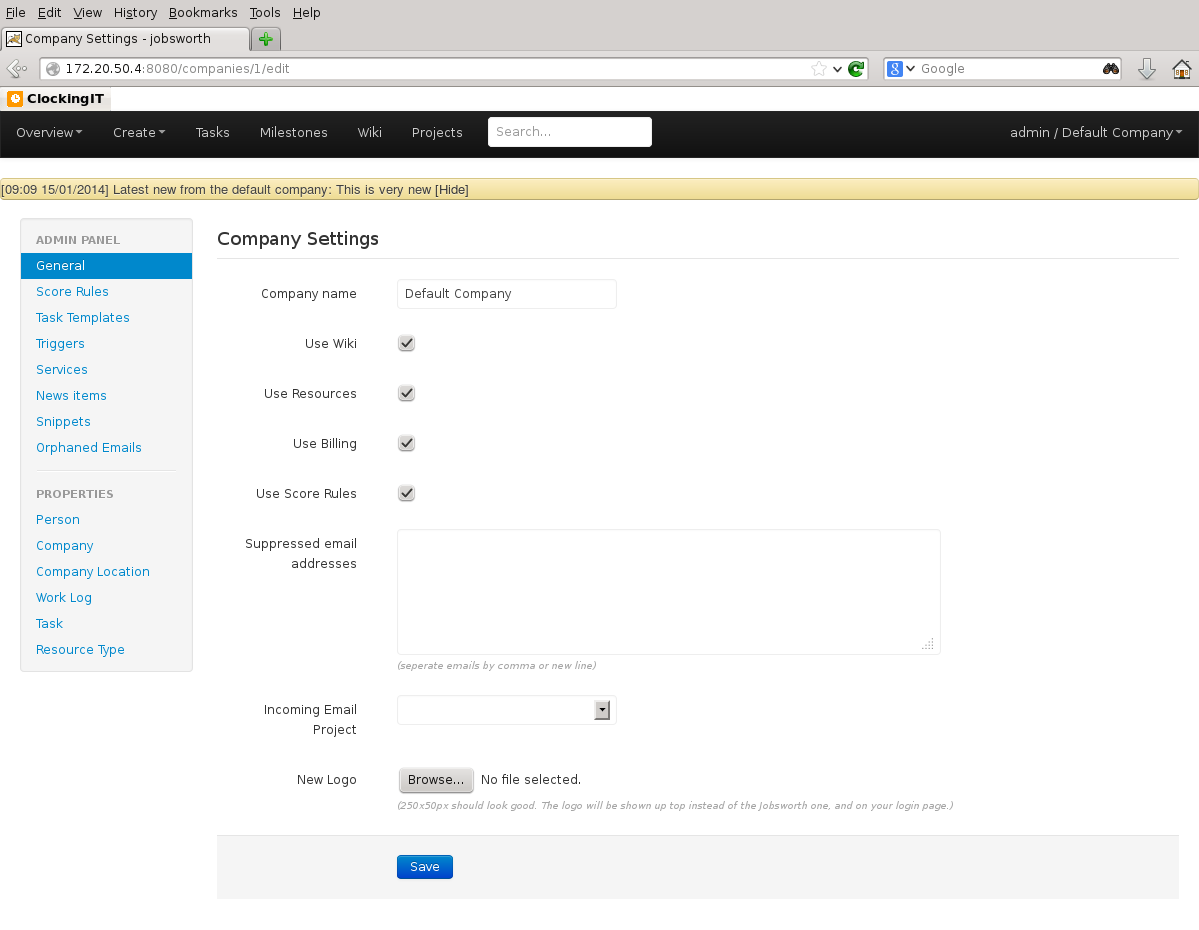 File Edit View History Bookmarks Tools Help
Company Settings - jobsworth
172.20.50.4:8080/companies/1/edit
8 Google
ClockingIT
Overview Create Tasks Milestones Wiki Projects Search... admin / Default Company
[09:09 15/01/2014] Latest new from the default company: This is very new [Hide]
ADMIN PANEL
General
Score Rules
Task Templates
Triggers
Services
News items
Snippets
Orphaned Emails
PROPERTIES
Person
Company
Company Location
Work Log
Task
Resource Type
Company Settings
Company name Default Company
Use Wiki
Use Resources
Use Billing
Use Score Rules
Suppressed email
addresses
(seperate emails by comma or new line)
Incoming Email
Project
New Logo Browse... No file selected.
(250x50px should look good. The logo will be shown up top instead of the Jobsworth one, and on your login page.)
Save